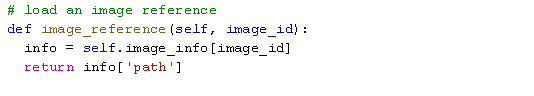 # load an image reference
def image_reference(self, image_id):
  info = self.image_info[image_id]
  return info['path']